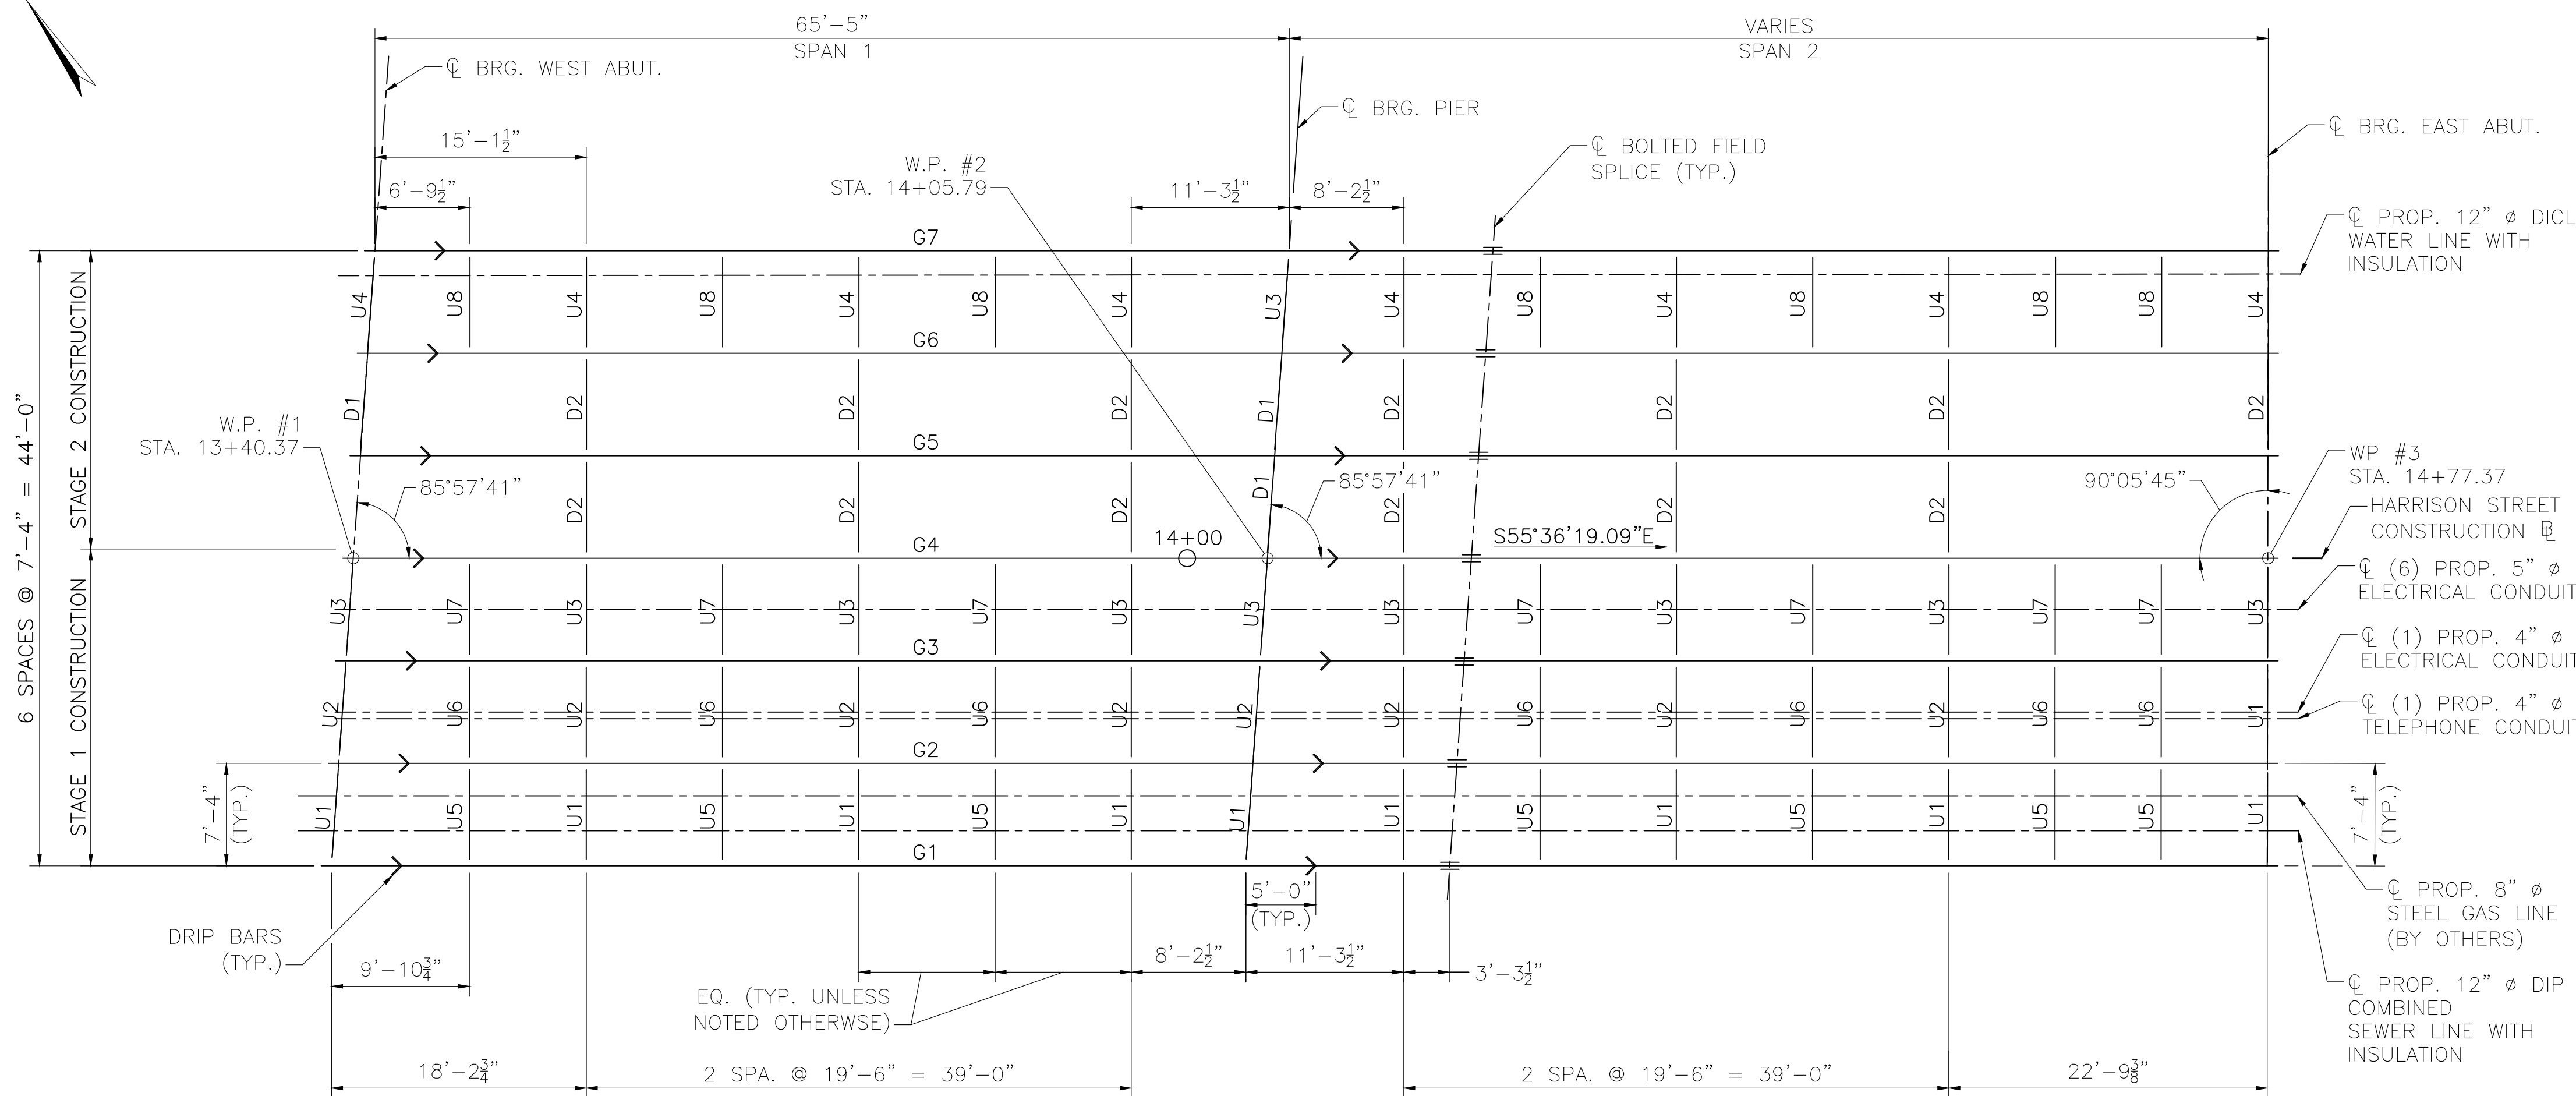 65'-5"
SPAN 1
VARIES
SPAN 2
℄ BRG. WEST ABUT.
℄ BRG. PIER
℄ BRG. EAST ABUT.
15'-1½"
6'-9½"
W.P. #2
STA. 14+05.79
11'-3½"
8'-2½"
℄ BOLTED FIELD
SPLICE (TYP.)
℄ PROP. 12" ø DICL
WATER LINE WITH
INSULATION
G7
U4 U8 U4 U8 U4 U8 U4 U3 U4 U8 U4 U8 U4 U8 U8 U4
G6
D1 D2 D2 D2 D1 D2 D2 D2 D2
W.P. #1
STA. 13+40.37
G5
85°57'41"
D2 D2 D2 D1
85°57'41"
D2 D2 D2
90°05'45"
WP #3
STA. 14+77.37
HARRISON STREET
CONSTRUCTION ℄
G4
14+00
S55°36'19.09"E
6 SPACES @ 7'-4" = 44'-0"
STAGE 2 CONSTRUCTION
STAGE 1 CONSTRUCTION
U3 U7 U3 U7 U3 U7 U3 U3 U3 U7 U3 U7 U3 U7 U7 U3
℄ (6) PROP. 5" ø
ELECTRICAL CONDUIT
G3
℄ (1) PROP. 4" ø
ELECTRICAL CONDUIT
U2 U6 U2 U6 U2 U6 U2 U2 U2 U6 U2 U6 U2 U6 U6 U1
℄ (1) PROP. 4" ø
TELEPHONE CONDUIT
G2
7'-4"
(TYP.)
U1 U5 U1 U5 U1 U5 U1 U1 U1 U5 U1 U5 U1 U5 U5 U1
7'-4"
(TYP.)
G1
5'-0"
(TYP.)
℄ PROP. 8" ø
STEEL GAS LINE
(BY OTHERS)
DRIP BARS
(TYP.)
9'-10¾"
8'-2½"
11'-3½"
3'-3½"
EQ. (TYP. UNLESS
NOTED OTHERWSE)
℄ PROP. 12" ø DIP
COMBINED
SEWER LINE WITH
INSULATION
18'-2¾"
2 SPA. @ 19'-6" = 39'-0"
2 SPA. @ 19'-6" = 39'-0"
22'-9⅜"